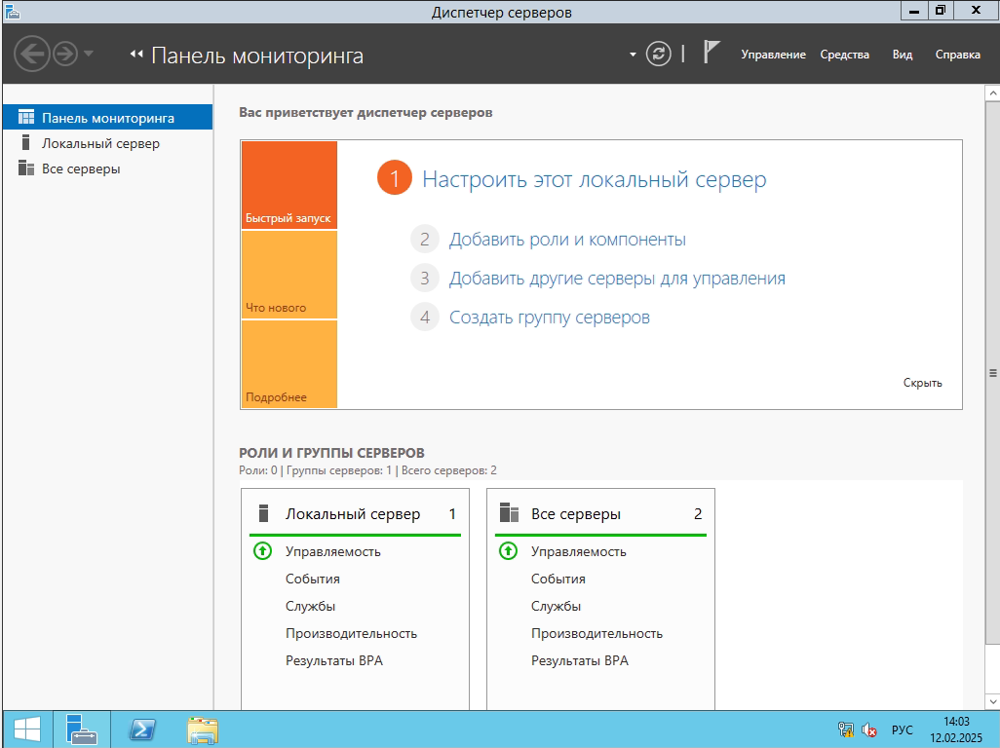 Диспетчер серверов
Панель мониторинга
Управление Средства Вид Справка
Панель мониторинга
Локальный сервер
Все серверы
Вас приветствует диспетчер серверов
Быстрый запуск
Что нового
Подробнее
1 Настроить этот локальный сервер
2 Добавить роли и компоненты
3 Добавить другие серверы для управления
4 Создать группу серверов
Скрыть
РОЛИ И ГРУППЫ СЕРВЕРОВ
Роли: 0 | Группы серверов: 1 | Всего серверов: 2
Локальный сервер 1
Управляемость
События
Службы
Производительность
Результаты BPA
Все серверы 2
Управляемость
События
Службы
Производительность
Результаты BPA
РУС
14:03
12.02.2025